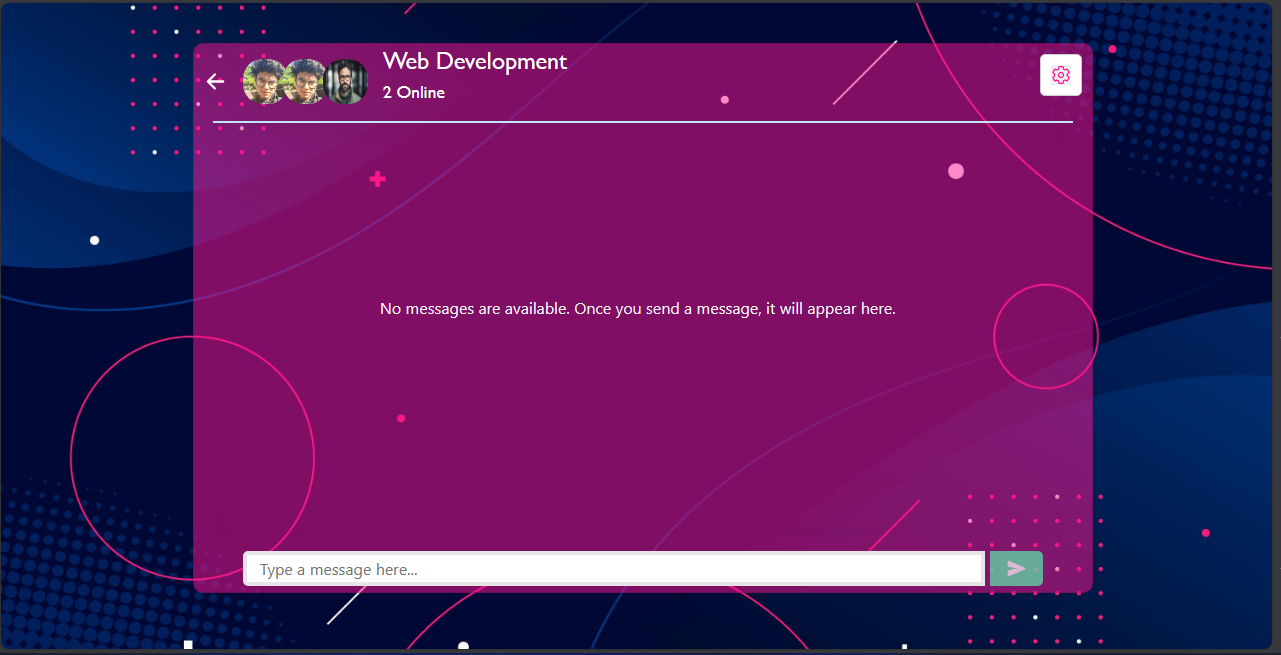 Web Development
2 Online
No messages are available. Once you send a message, it will appear here.
Type a message here...